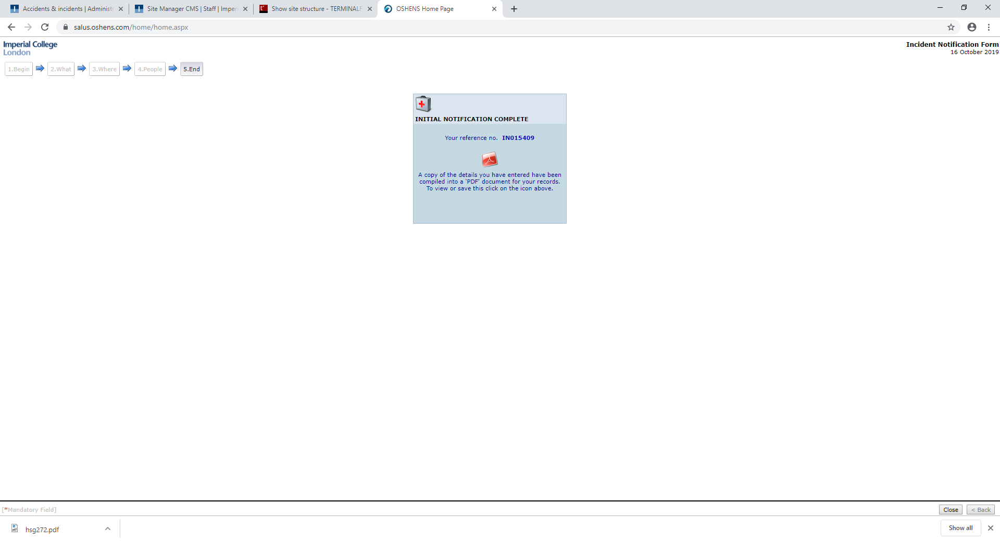 Accidents & incidents | Administr
Site Manager CMS | Staff | Imperi
Show site structure - TERMINALF
OSHENS Home Page
salus.oshens.com/home/home.aspx
Imperial College
London
Incident Notification Form
16 October 2019
1.Begin
2.What
3.Where
4.People
5.End
INITIAL NOTIFICATION COMPLETE
Your reference no. IN015409
A copy of the details you have entered have been
compiled into a 'PDF' document for your records.
To view or save this click on the icon above.
[*Mandatory Field]
Close
< Back
hsg272.pdf
Show all